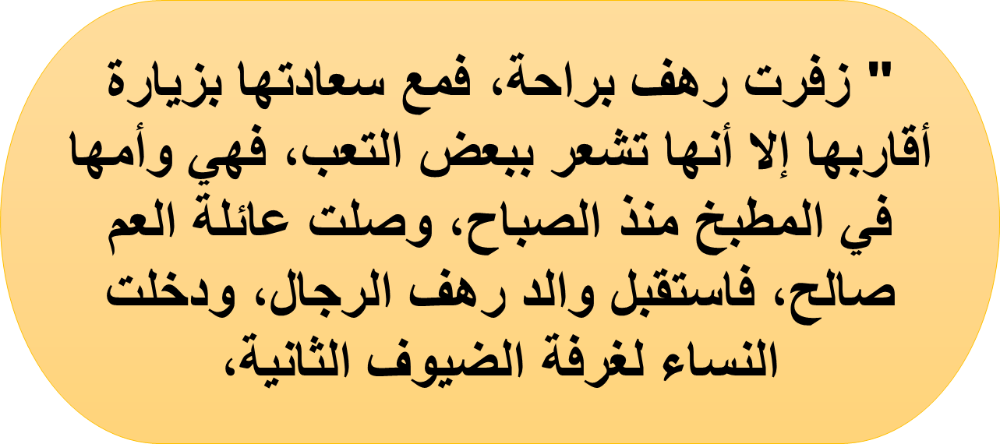 " زفرت رهف براحة، فمع سعادتها بزيارة
أقاربها إلا أنها تشعر ببعض التعب، فهي وأمها
في المطبخ منذ الصباح، وصلت عائلة العم
صالح، فاستقبل والد رهف الرجال، ودخلت
النساء لغرفة الضيوف الثانية،